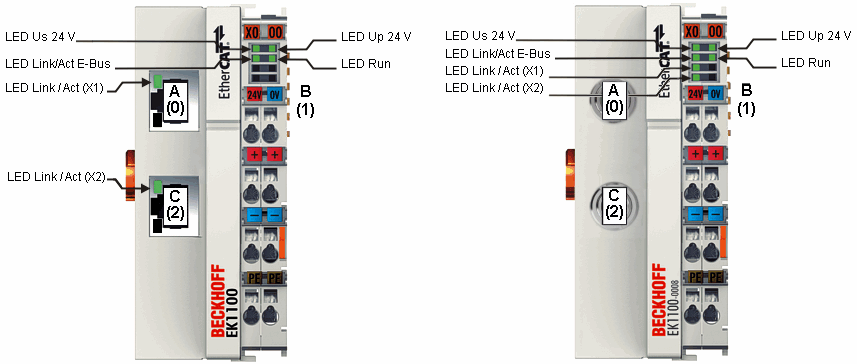 LED Us 24 V
LED Link/Act E-Bus
LED Link / Act (X1)
LED Link / Act (X2)
LED Up 24 V
LED Run
A
(0)
B
(1)
C
(2)
X0 00
EtherCAT
24V 0V
+ +
− −
PE PE
BECKHOFF
EK1100
LED Us 24 V
LED Link/Act E-Bus
LED Link / Act (X1)
LED Link / Act (X2)
LED Up 24 V
LED Run
A
(0)
B
(1)
C
(2)
X0 00
EtherCAT
24V 0V
+ +
− −
PE PE
BECKHOFF
EK1100-0008